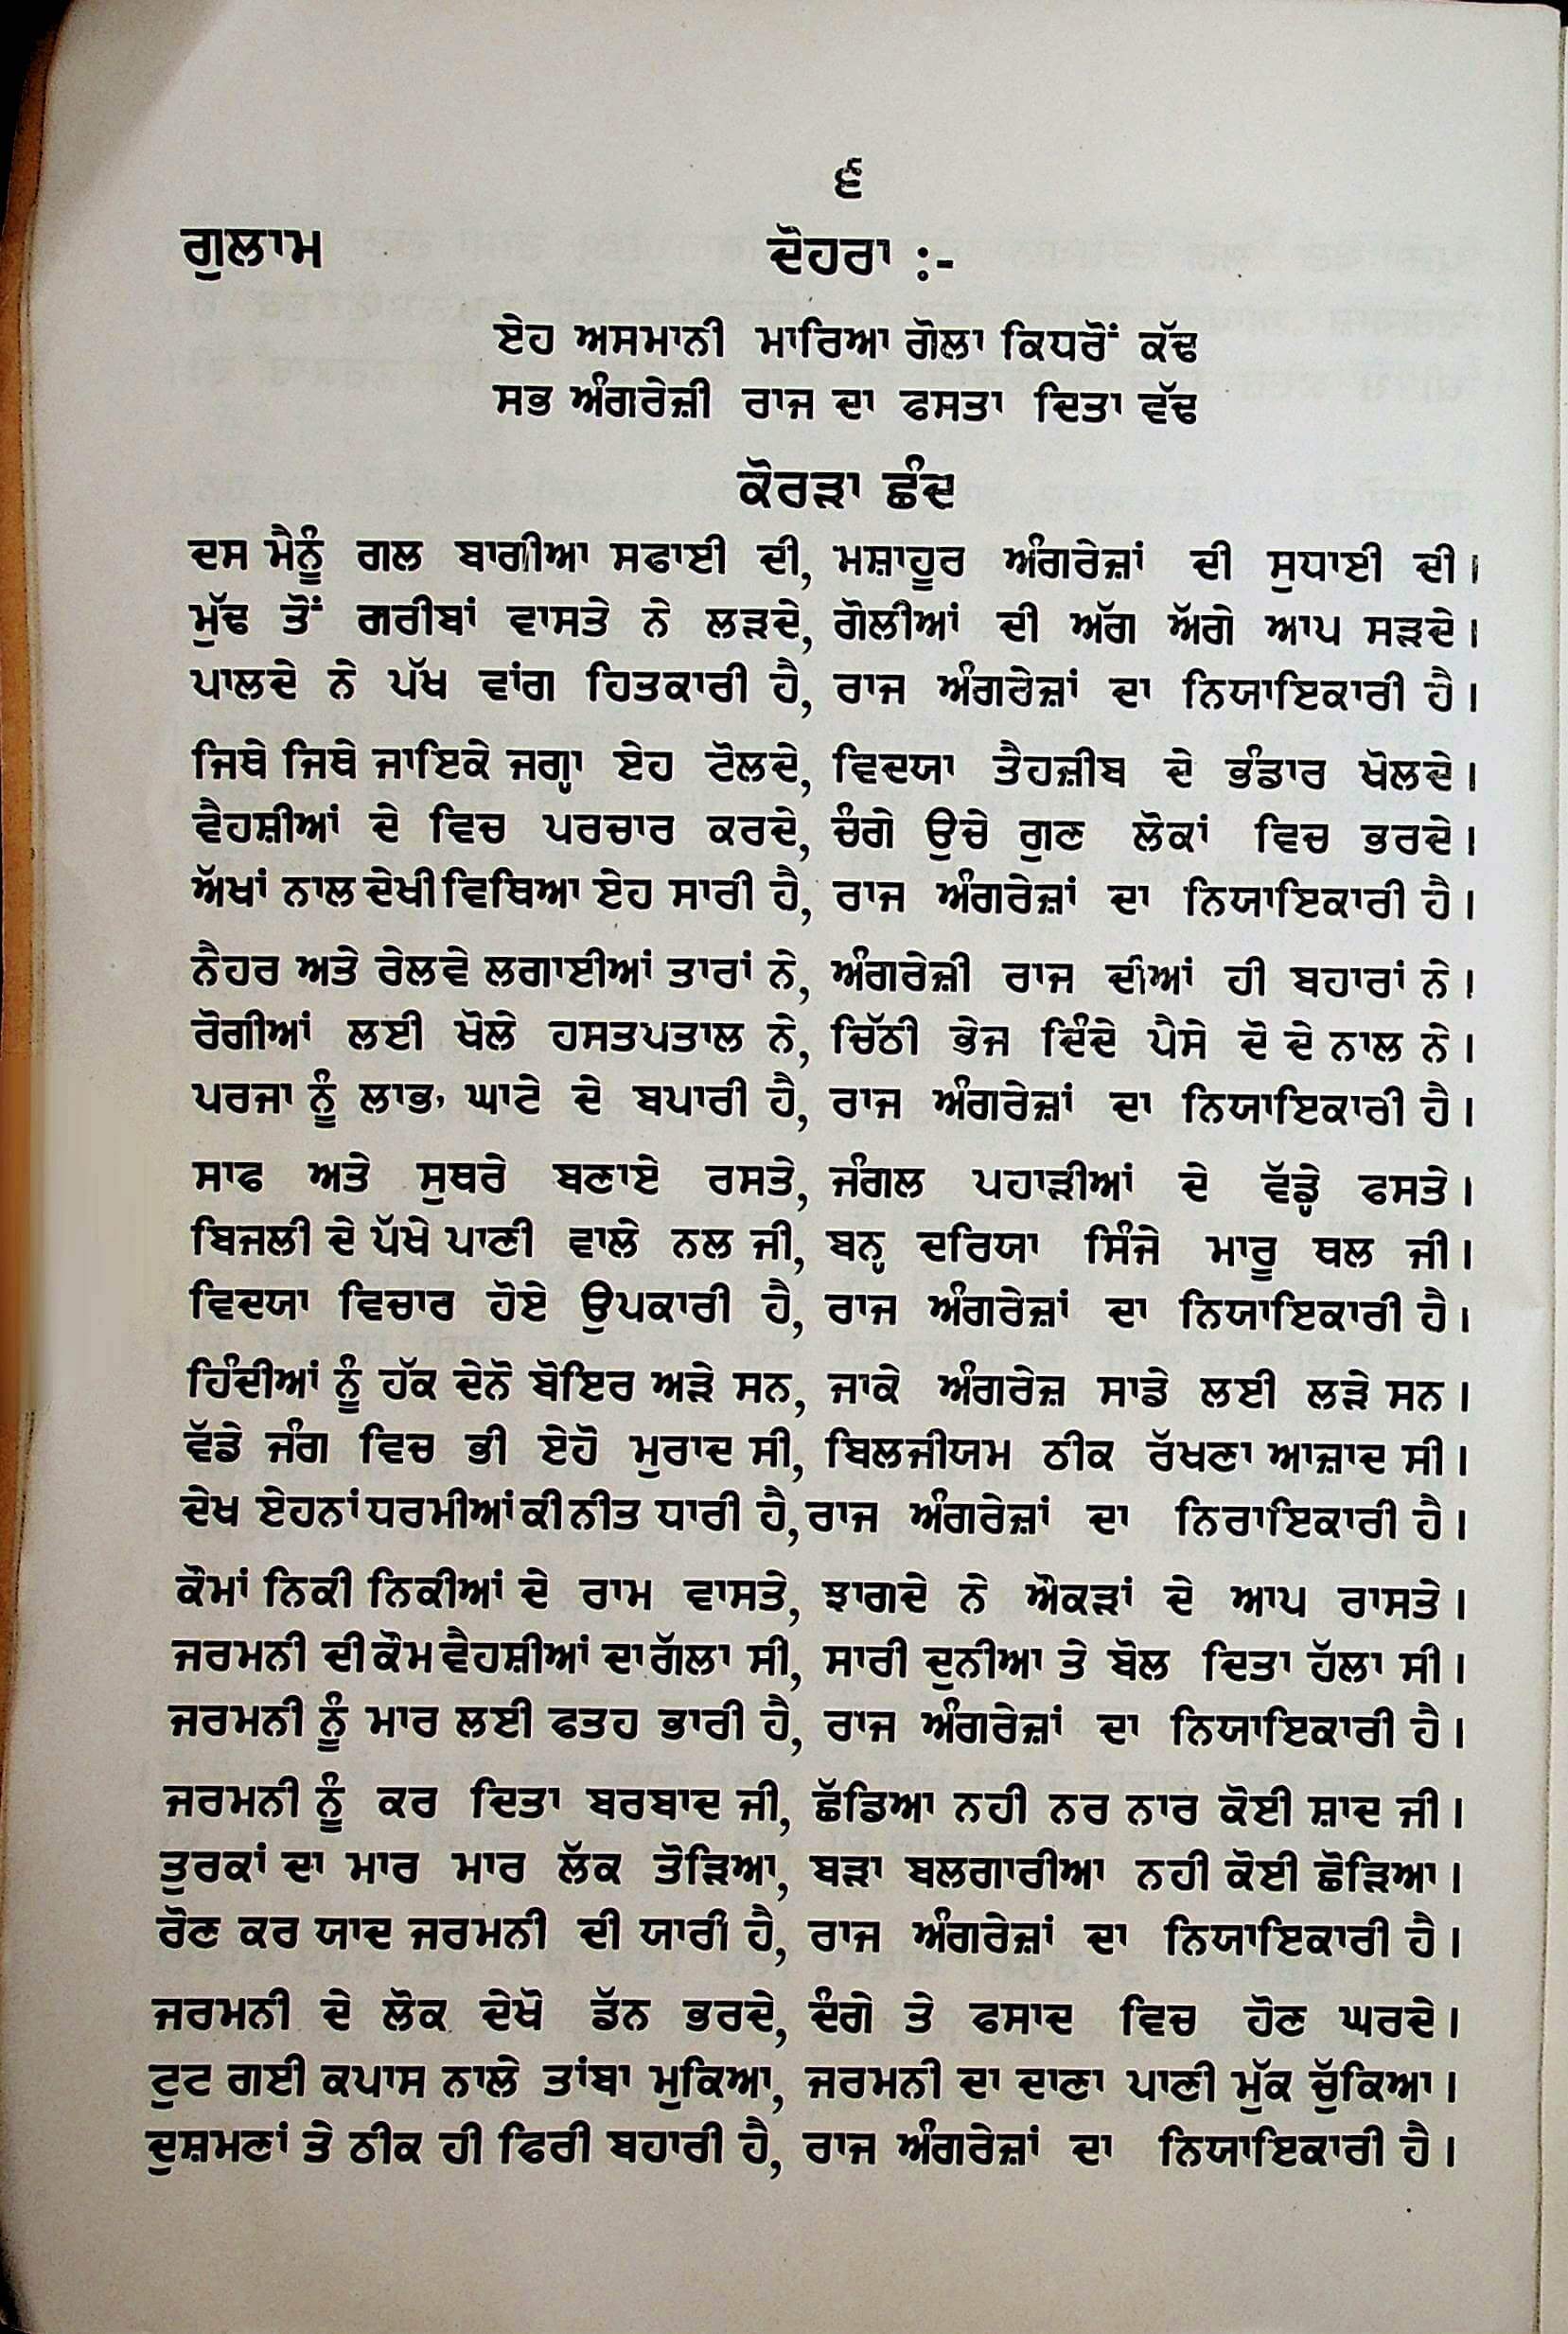 ੬
ਗੁਲਾਮ ਦੋਹਰਾ :-
ਏਹ ਅਸਮਾਨੀ ਮਾਰਿਆ ਗੋਲਾ ਕਿਧਰੋਂ ਕੱਢ
ਸਭ ਅੰਗਰੇਜ਼ੀ ਰਾਜ ਦਾ ਫਸਤਾ ਦਿਤਾ ਵੱਢ
ਕੋਰੜਾ ਛੰਦ
ਦਸ ਮੈਨੂੰ ਗਲ ਬਾਗੀਆ ਸਫਾਈ ਦੀ, ਮਸ਼ਾਹੂਰ ਅੰਗਰੇਜ਼ਾਂ ਦੀ ਸੁਧਾਈ ਦੀ।
ਮੁੱਢ ਤੋਂ ਗਰੀਬਾਂ ਵਾਸਤੇ ਨੇ ਲੜਦੇ, ਗੋਲੀਆਂ ਦੀ ਅੱਗ ਅੱਗੇ ਆਪ ਸੜਦੇ।
ਪਾਲਦੇ ਨੇ ਪੱਖ ਵਾਂਗ ਹਿਤਕਾਰੀ ਹੈ, ਰਾਜ ਅੰਗਰੇਜ਼ਾਂ ਦਾ ਨਿਯਾਇਕਾਰੀ ਹੈ।
ਜਿਥੇ ਜਿਥੇ ਜਾਇਕੇ ਜਗ੍ਹਾ ਏਹ ਟੋਲਦੇ, ਵਿਦਯਾ ਤੈਹਜ਼ੀਬ ਦੇ ਭੰਡਾਰ ਖੋਲਦੇ।
ਵੈਹਸ਼ੀਆਂ ਦੇ ਵਿਚ ਪਰਚਾਰ ਕਰਦੇ, ਚੰਗੇ ਉਚੇ ਗੁਣ ਲੋਕਾਂ ਵਿਚ ਭਰਦੇ।
ਅੱਖਾਂ ਨਾਲ ਦੇਖੀ ਵਿਥਿਆ ਏਹ ਸਾਰੀ ਹੈ, ਰਾਜ ਅੰਗਰੇਜ਼ਾਂ ਦਾ ਨਿਯਾਇਕਾਰੀ ਹੈ।
ਨੈਹਰ ਅਤੇ ਰੇਲਵੇ ਲਗਾਈਆਂ ਤਾਰਾਂ ਨੇ, ਅੰਗਰੇਜ਼ੀ ਰਾਜ ਦੀਆਂ ਹੀ ਬਹਾਰਾਂ ਨੇ।
ਰੋਗੀਆਂ ਲਈ ਖੋਲੇ ਹਸਤਪਤਾਲ ਨੇ, ਚਿੱਠੀ ਭੇਜ ਦਿੰਦੇ ਪੈਸੇ ਦੋ ਦੇ ਨਾਲ ਨੇ।
ਪਰਜਾ ਨੂੰ ਲਾਭ, ਘਾਟੇ ਦੇ ਬਪਾਰੀ ਹੈ, ਰਾਜ ਅੰਗਰੇਜ਼ਾਂ ਦਾ ਨਿਯਾਇਕਾਰੀ ਹੈ।
ਸਾਫ ਅਤੇ ਸੁਥਰੇ ਬਣਾਏ ਰਸਤੇ, ਜੰਗਲ ਪਹਾੜੀਆਂ ਦੇ ਵੱਡ੍ਹੇ ਫਸਤੇ।
ਬਿਜਲੀ ਦੇ ਪੱਖੇ ਪਾਣੀ ਵਾਲੇ ਨਲ ਜੀ, ਬਨ੍ਹ ਦਰਿਯਾ ਸਿੰਜੇ ਮਾਰੂ ਥਲ ਜੀ।
ਵਿਦਯਾ ਵਿਚਾਰ ਹੋਏ ਉਪਕਾਰੀ ਹੈ, ਰਾਜ ਅੰਗਰੇਜ਼ਾਂ ਦਾ ਨਿਯਾਇਕਾਰੀ ਹੈ।
ਹਿੰਦੀਆਂ ਨੂੰ ਹੱਕ ਦੇਨੋ ਬੋਇਰ ਅੜੇ ਸਨ, ਜਾਕੇ ਅੰਗਰੇਜ਼ ਸਾਡੇ ਲਈ ਲੜੇ ਸਨ।
ਵੱਡੇ ਜੰਗ ਵਿਚ ਭੀ ਏਹੋ ਮੁਰਾਦ ਸੀ, ਬਿਲਜੀਯਮ ਠੀਕ ਰੱਖਣਾ ਆਜ਼ਾਦ ਸੀ।
ਦੇਖ ਏਹਨਾਂ ਧਰਮੀਆਂ ਕੀ ਨੀਤ ਧਾਰੀ ਹੈ, ਰਾਜ ਅੰਗਰੇਜ਼ਾਂ ਦਾ ਨਿਰਾਇਕਾਰੀ ਹੈ।
ਕੌਮਾਂ ਨਿਕੀ ਨਿਕੀਆਂ ਦੇ ਰਾਮ ਵਾਸਤੇ, ਝਾਗਦੇ ਨੇ ਔਕੜਾਂ ਦੇ ਆਪ ਰਾਸਤੇ।
ਜਰਮਨੀ ਦੀ ਕੌਮ ਵੈਹਸ਼ੀਆਂ ਦਾ ਗੱਲਾ ਸੀ, ਸਾਰੀ ਦੁਨੀਆ ਤੇ ਬੋਲ ਦਿਤਾ ਹੱਲਾ ਸੀ।
ਜਰਮਨੀ ਨੂੰ ਮਾਰ ਲਈ ਫਤਹ ਭਾਰੀ ਹੈ, ਰਾਜ ਅੰਗਰੇਜ਼ਾਂ ਦਾ ਨਿਯਾਇਕਾਰੀ ਹੈ।
ਜਰਮਨੀ ਨੂੰ ਕਰ ਦਿਤਾ ਬਰਬਾਦ ਜੀ, ਛੱਡਿਆ ਨਹੀ ਨਰ ਨਾਰ ਕੋਈ ਸ਼ਾਦ ਜੀ।
ਤੁਰਕਾਂ ਦਾ ਮਾਰ ਮਾਰ ਲੱਕ ਤੋੜਿਆ, ਬੜਾ ਬਲਗਾਰੀਆ ਨਹੀ ਕੋਈ ਛੋੜਿਆ।
ਰੋਣ ਕਰ ਯਾਦ ਜਰਮਨੀ ਦੀ ਯਾਰੀ ਹੈ, ਰਾਜ ਅੰਗਰੇਜ਼ਾਂ ਦਾ ਨਿਯਾਇਕਾਰੀ ਹੈ।
ਜਰਮਨੀ ਦੇ ਲੋਕ ਦੇਖੋ ਡੱਨ ਭਰਦੇ, ਦੰਗੇ ਤੇ ਫਸਾਦ ਵਿਚ ਹੋਣ ਘਰਦੇ।
ਟੁਟ ਗਈ ਕਪਾਸ ਨਾਲੇ ਤਾਂਬਾ ਮੁਕਿਆ, ਜਰਮਨੀ ਦਾ ਦਾਣਾ ਪਾਣੀ ਮੁੱਕ ਚੁੱਕਿਆ।
ਦੁਸ਼ਮਣਾਂ ਤੇ ਠੀਕ ਹੀ ਫਿਰੀ ਬਹਾਰੀ ਹੈ, ਰਾਜ ਅੰਗਰੇਜ਼ਾਂ ਦਾ ਨਿਯਾਇਕਾਰੀ ਹੈ।